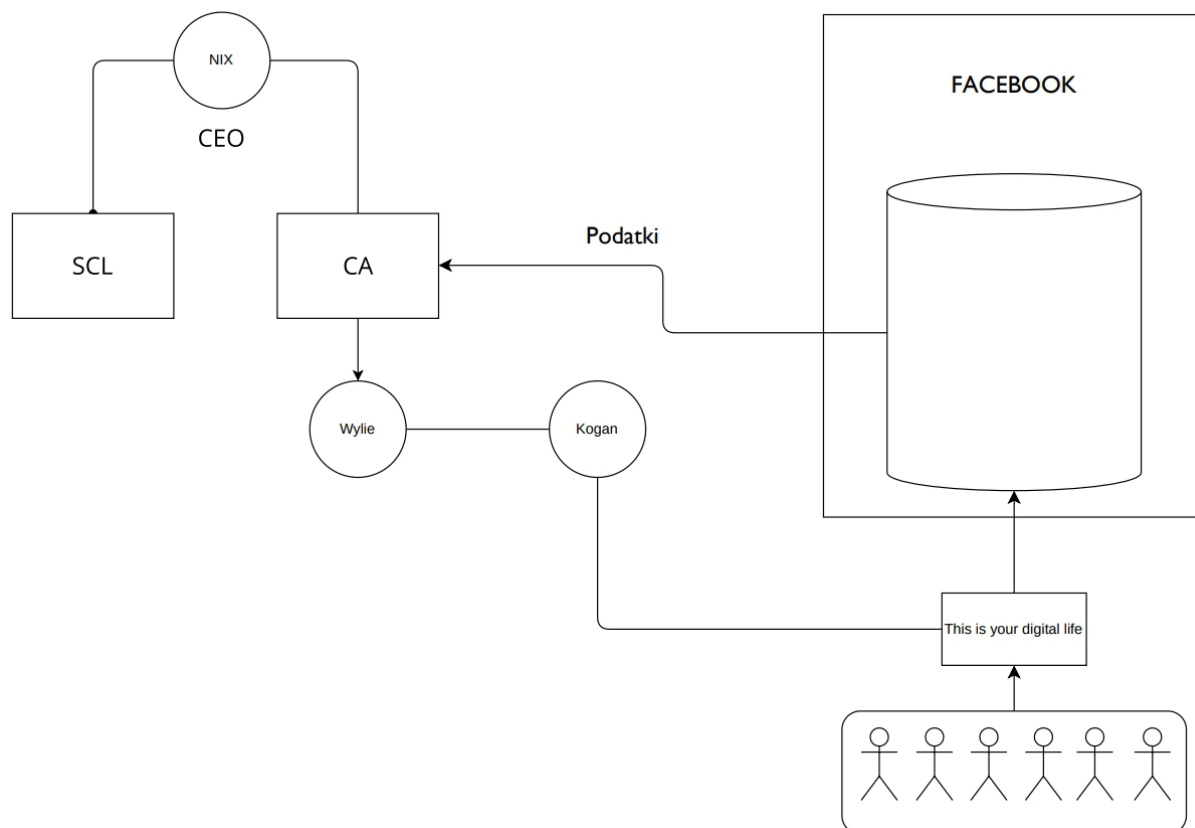 NIX
CEO
FACEBOOK
SCL
CA
Podatki
Wylie
Kogan
This is your digital life